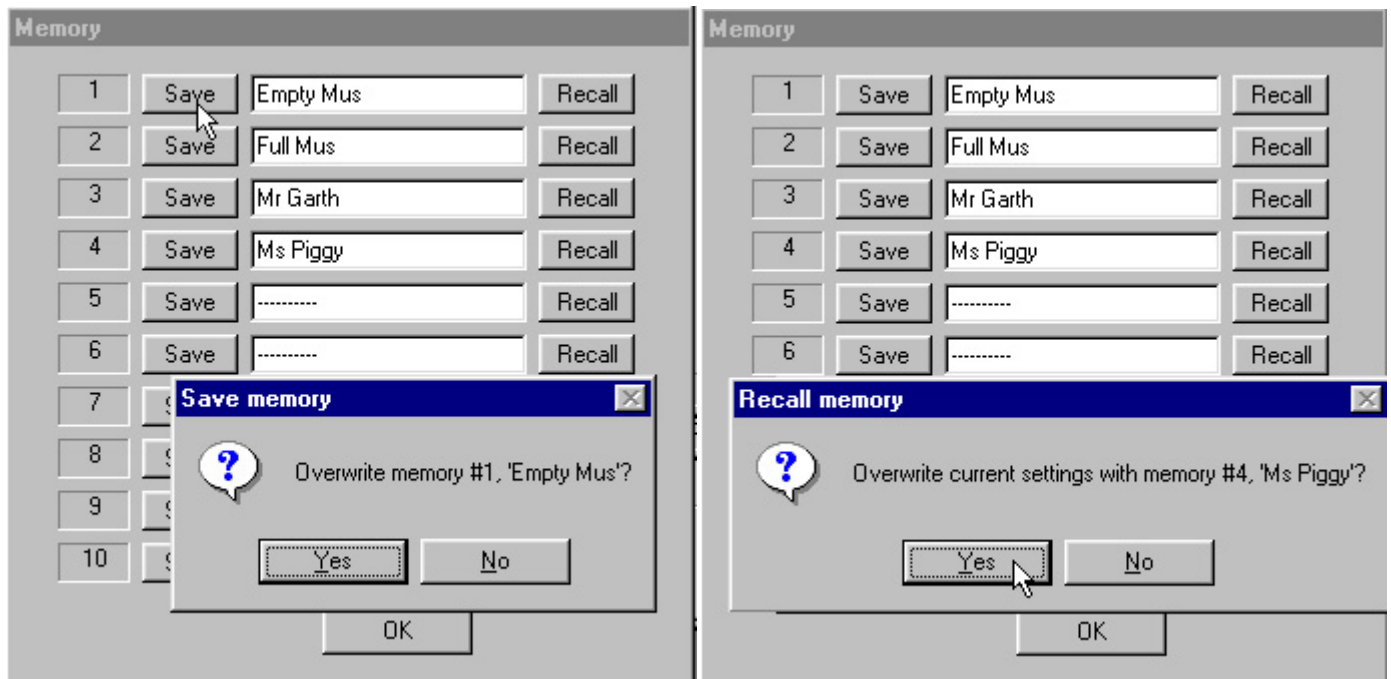 Memory
1 Save Empty Mus Recall
2 Save Full Mus Recall
3 Save Mr Garth Recall
4 Save Ms Piggy Recall
5 Save ---------- Recall
6 Save ---------- Recall
7
8
9
10
Save memory
Overwrite memory #1, 'Empty Mus'?
Yes No
OK
Memory
1 Save Empty Mus Recall
2 Save Full Mus Recall
3 Save Mr Garth Recall
4 Save Ms Piggy Recall
5 Save ---------- Recall
6 Save ---------- Recall
Recall memory
Overwrite current settings with memory #4, 'Ms Piggy'?
Yes No
OK